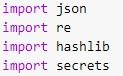 import json
import re
import hashlib
import secrets